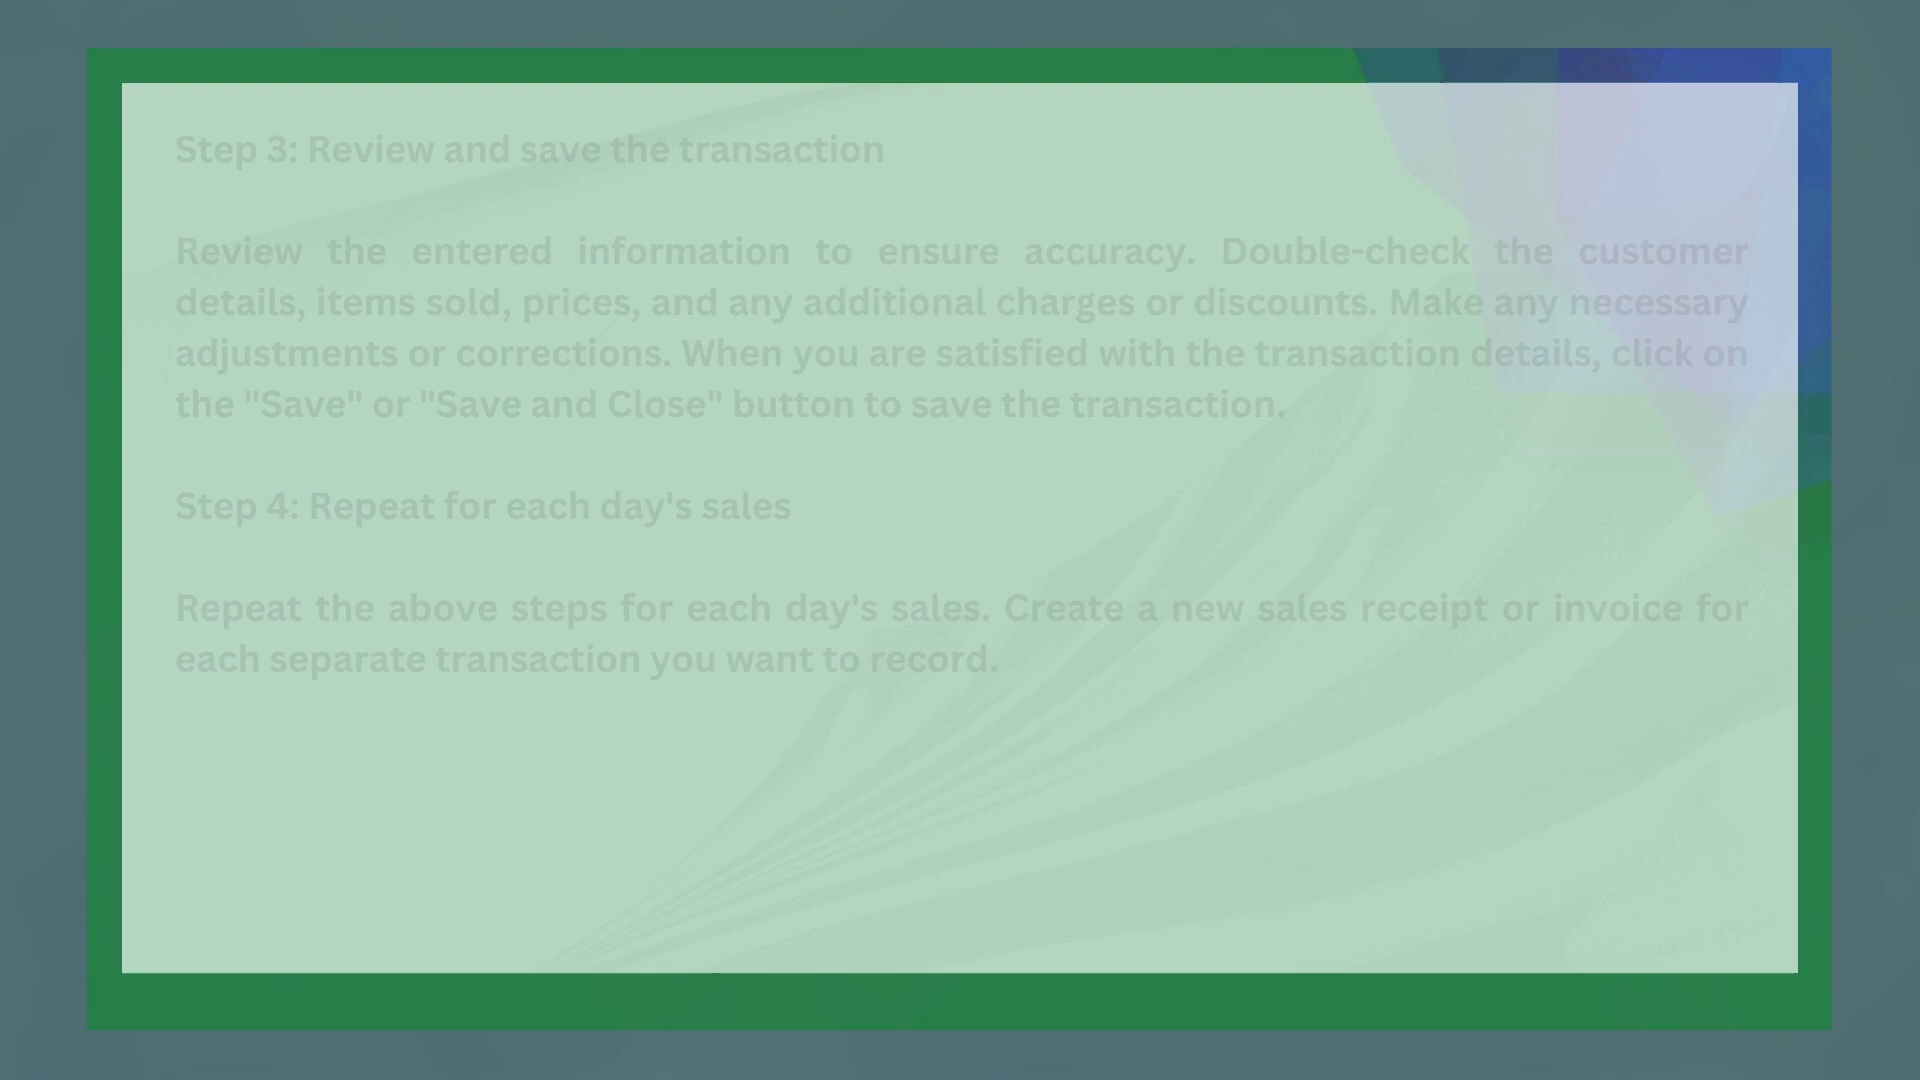 Step 3: Review and save the transaction
Review the entered information to ensure accuracy. Double-check the customer
details, items sold, prices, and any additional charges or discounts. Make any necessary
adjustments or corrections. When you are satisfied with the transaction details, click on
the "Save" or "Save and Close" button to save the transaction.
Step 4: Repeat for each day's sales
Repeat the above steps for each day's sales. Create a new sales receipt or invoice for
each separate transaction you want to record.